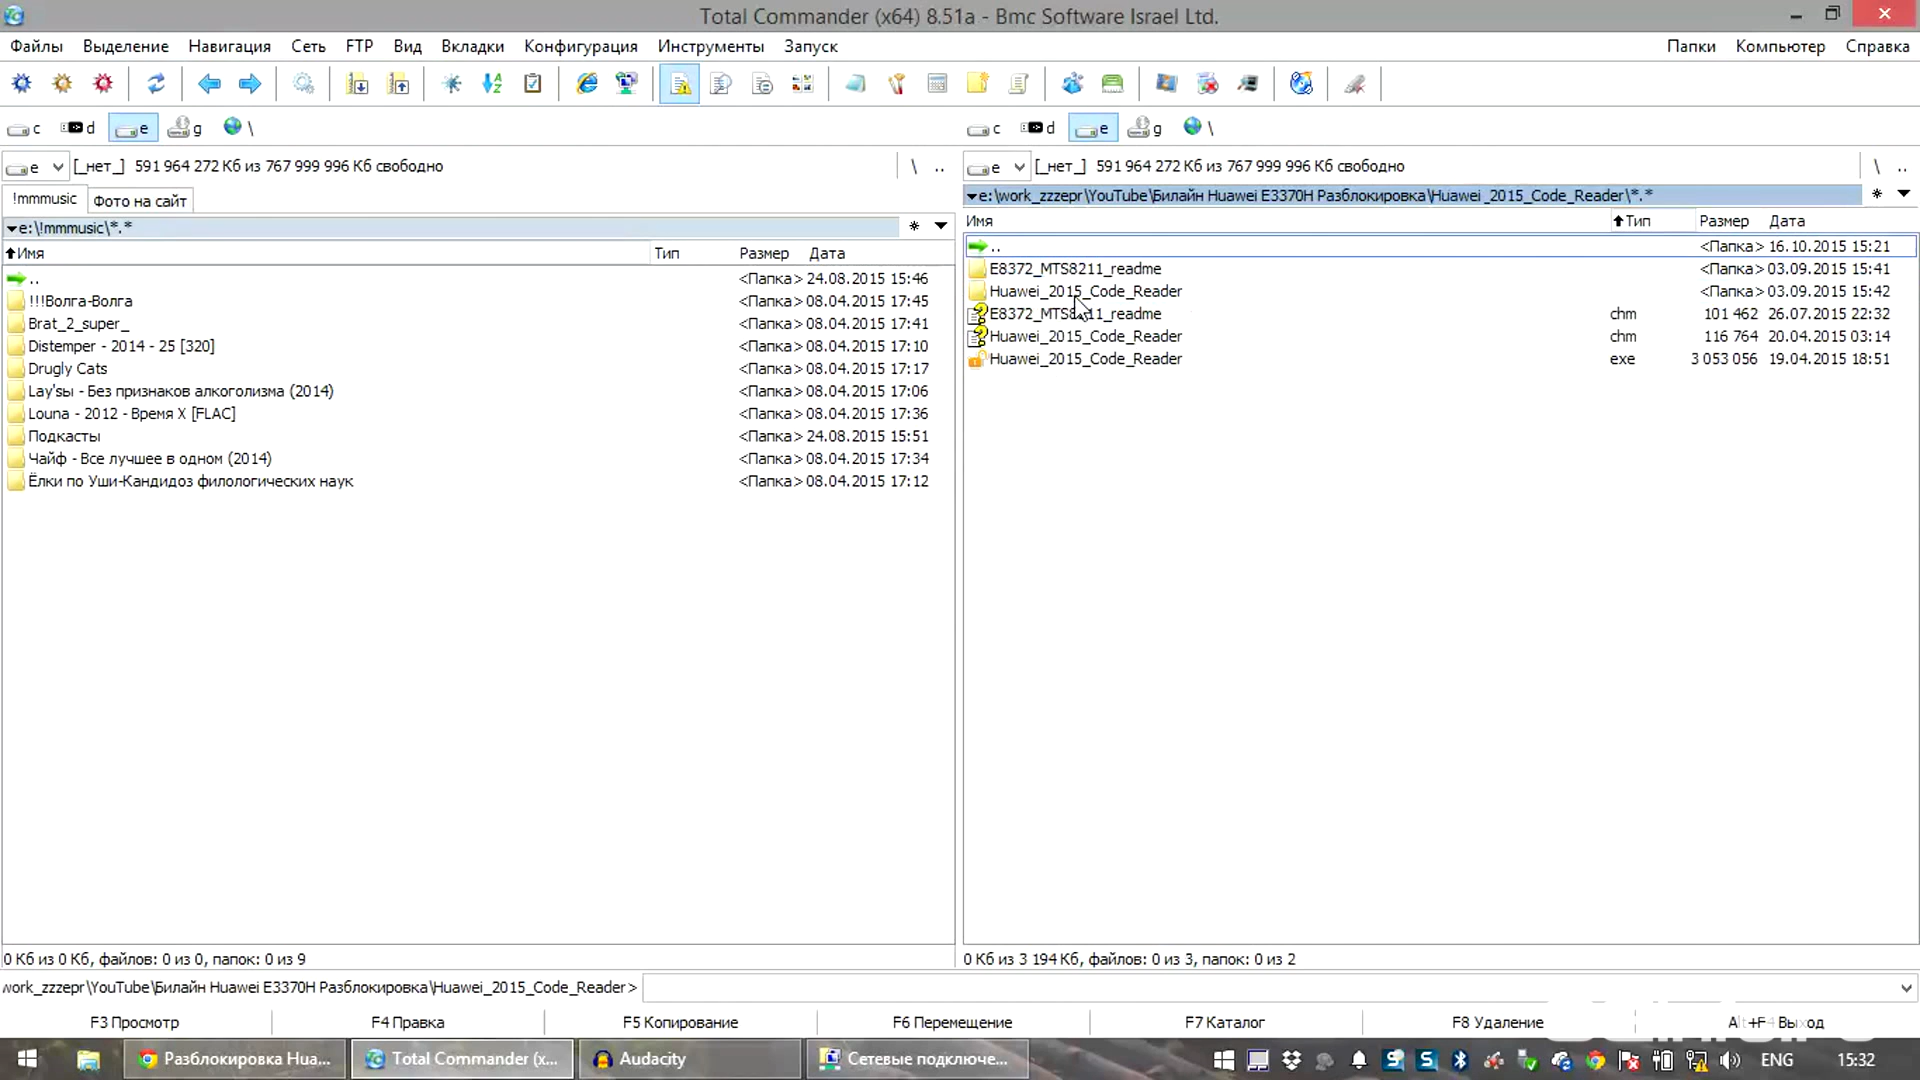 Total Commander (x64) 8.51a - Bmc Software Israel Ltd.
Файлы Выделение Навигация Сеть FTP Вид Вкладки Конфигурация Инструменты Запуск Папки Компьютер Справка
c d e g \
c d e g \
e [_нет_] 591 964 272 Кб из 767 999 996 Кб свободно \ ..
e [_нет_] 591 964 272 Кб из 767 999 996 Кб свободно \ ..
!mmmusic Фото на сайт
e:\!mmmusic\*.* *
Имя Тип Размер Дата
.. <Папка> 24.08.2015 15:46
!!!Волга-Волга <Папка> 08.04.2015 17:45
Brat_2_super_ <Папка> 08.04.2015 17:41
Distemper - 2014 - 25 [320] <Папка> 08.04.2015 17:10
Drugly Cats <Папка> 08.04.2015 17:17
Lay'sы - Без признаков алкоголизма (2014) <Папка> 08.04.2015 17:06
Louna - 2012 - Время X [FLAC] <Папка> 08.04.2015 17:36
Подкасты <Папка> 24.08.2015 15:51
Чайф - Все лучшее в одном (2014) <Папка> 08.04.2015 17:34
Ёлки по Уши-Кандидоз филологических наук <Папка> 08.04.2015 17:12
0 Кб из 0 Кб, файлов: 0 из 0, папок: 0 из 9
e:\work_zzzepr\YouTube\Билайн Huawei E3370H Разблокировка\Huawei_2015_Code_Reader\*.* *
Имя Тип Размер Дата
.. <Папка> 16.10.2015 15:21
E8372_MTS8211_readme <Папка> 03.09.2015 15:41
Huawei_2015_Code_Reader <Папка> 03.09.2015 15:42
E8372_MTS8211_readme chm 101 462 26.07.2015 22:32
Huawei_2015_Code_Reader chm 116 764 20.04.2015 03:14
Huawei_2015_Code_Reader exe 3 053 056 19.04.2015 18:51
0 Кб из 3 194 Кб, файлов: 0 из 3, папок: 0 из 2
work_zzzepr\YouTube\Билайн Huawei E3370H Разблокировка\Huawei_2015_Code_Reader>
F3 Просмотр F4 Правка F5 Копирование F6 Перемещение F7 Каталог F8 Удаление Alt+F4 Выход
Разблокировка Hua... Total Commander (x... Audacity Сетевые подключе... ENG 15:32